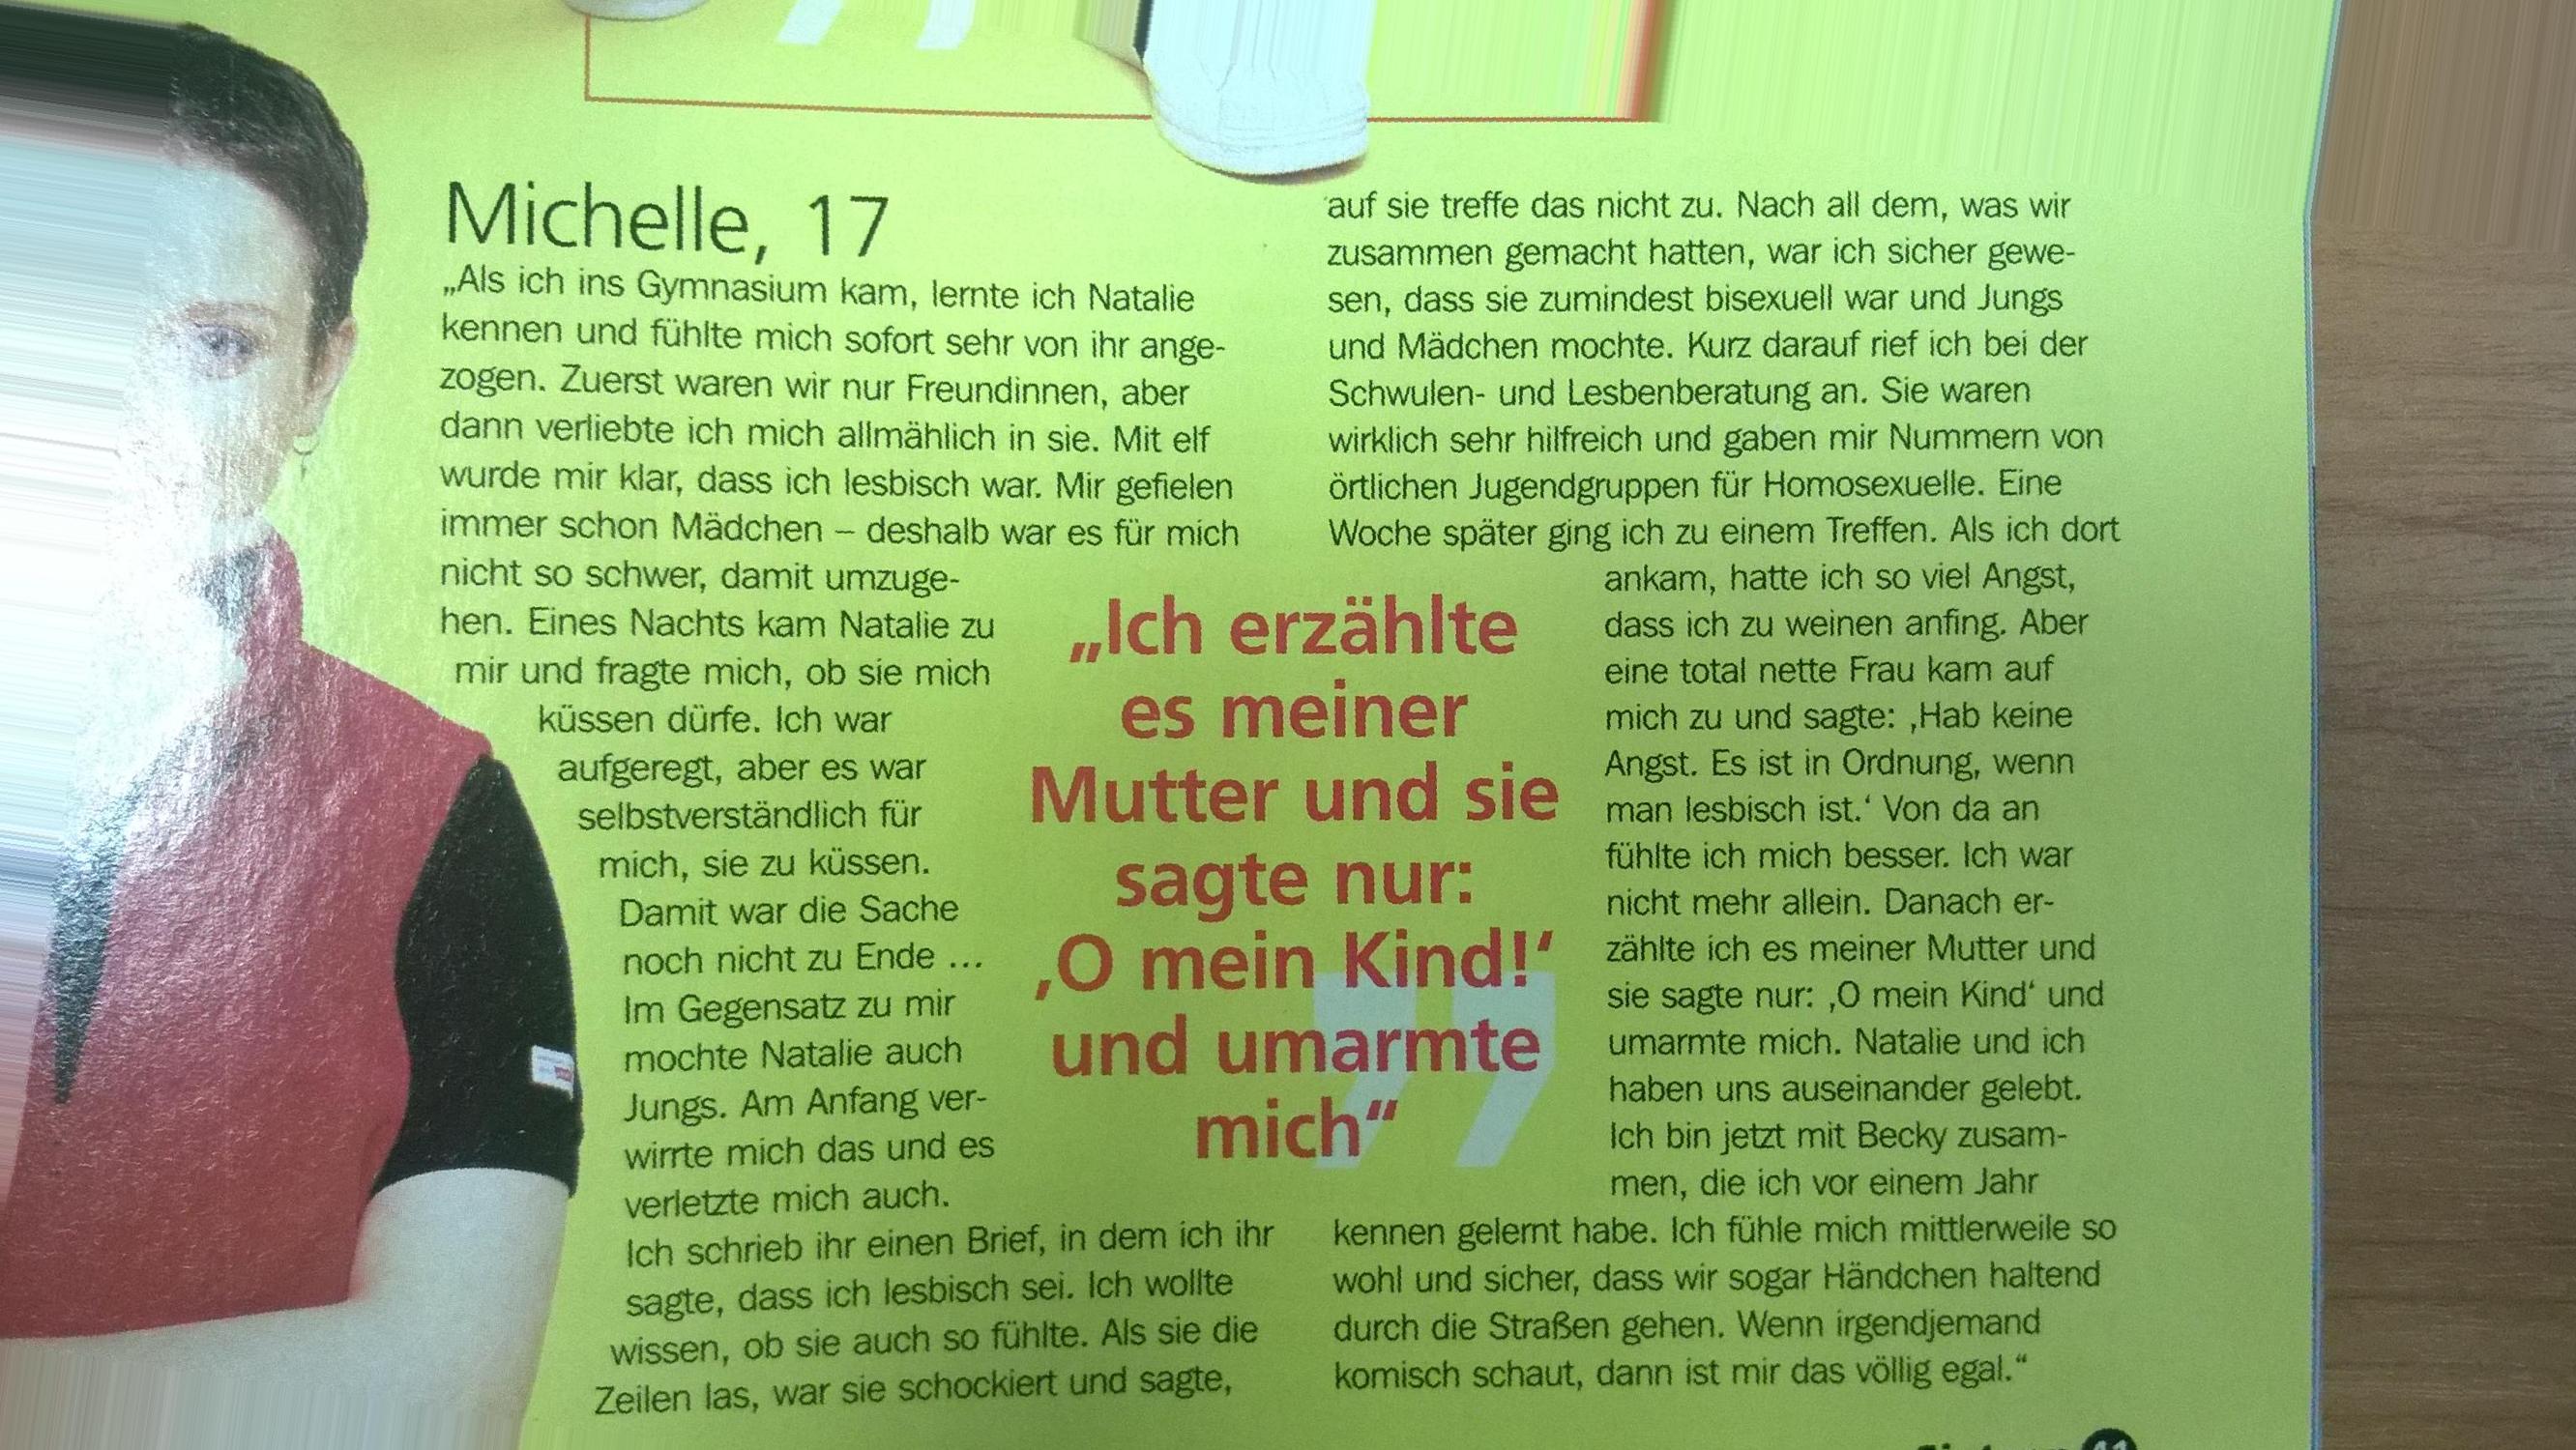 Michelle, 17
„Als ich ins Gymnasium kam, lernte ich Natalie
kennen und fühlte mich sofort sehr von ihr ange-
zogen. Zuerst waren wir nur Freundinnen, aber
dann verliebte ich mich allmählich in sie. Mit elf
wurde mir klar, dass ich lesbisch war. Mir gefielen
immer schon Mädchen – deshalb war es für mich
nicht so schwer, damit umzuge-
hen. Eines Nachts kam Natalie zu
mir und fragte mich, ob sie mich
küssen dürfe. Ich war
aufgeregt, aber es war
selbstverständlich für
mich, sie zu küssen.
Damit war die Sache
noch nicht zu Ende ...
Im Gegensatz zu mir
mochte Natalie auch
Jungs. Am Anfang ver-
wirrte mich das und es
verletzte mich auch.
Ich schrieb ihr einen Brief, in dem ich ihr
sagte, dass ich lesbisch sei. Ich wollte
wissen, ob sie auch so fühlte. Als sie die
Zeilen las, war sie schockiert und sagte,
„Ich erzählte
es meiner
Mutter und sie
sagte nur:
‚O mein Kind!‘
und umarmte
mich“
auf sie treffe das nicht zu. Nach all dem, was wir
zusammen gemacht hatten, war ich sicher gewe-
sen, dass sie zumindest bisexuell war und Jungs
und Mädchen mochte. Kurz darauf rief ich bei der
Schwulen- und Lesbenberatung an. Sie waren
wirklich sehr hilfreich und gaben mir Nummern von
örtlichen Jugendgruppen für Homosexuelle. Eine
Woche später ging ich zu einem Treffen. Als ich dort
ankam, hatte ich so viel Angst,
dass ich zu weinen anfing. Aber
eine total nette Frau kam auf
mich zu und sagte: ‚Hab keine
Angst. Es ist in Ordnung, wenn
man lesbisch ist.‘ Von da an
fühlte ich mich besser. Ich war
nicht mehr allein. Danach er-
zählte ich es meiner Mutter und
sie sagte nur: ‚O mein Kind‘ und
umarmte mich. Natalie und ich
haben uns auseinander gelebt.
Ich bin jetzt mit Becky zusam-
men, die ich vor einem Jahr
kennen gelernt habe. Ich fühle mich mittlerweile so
wohl und sicher, dass wir sogar Händchen haltend
durch die Straßen gehen. Wenn irgendjemand
komisch schaut, dann ist mir das völlig egal.“